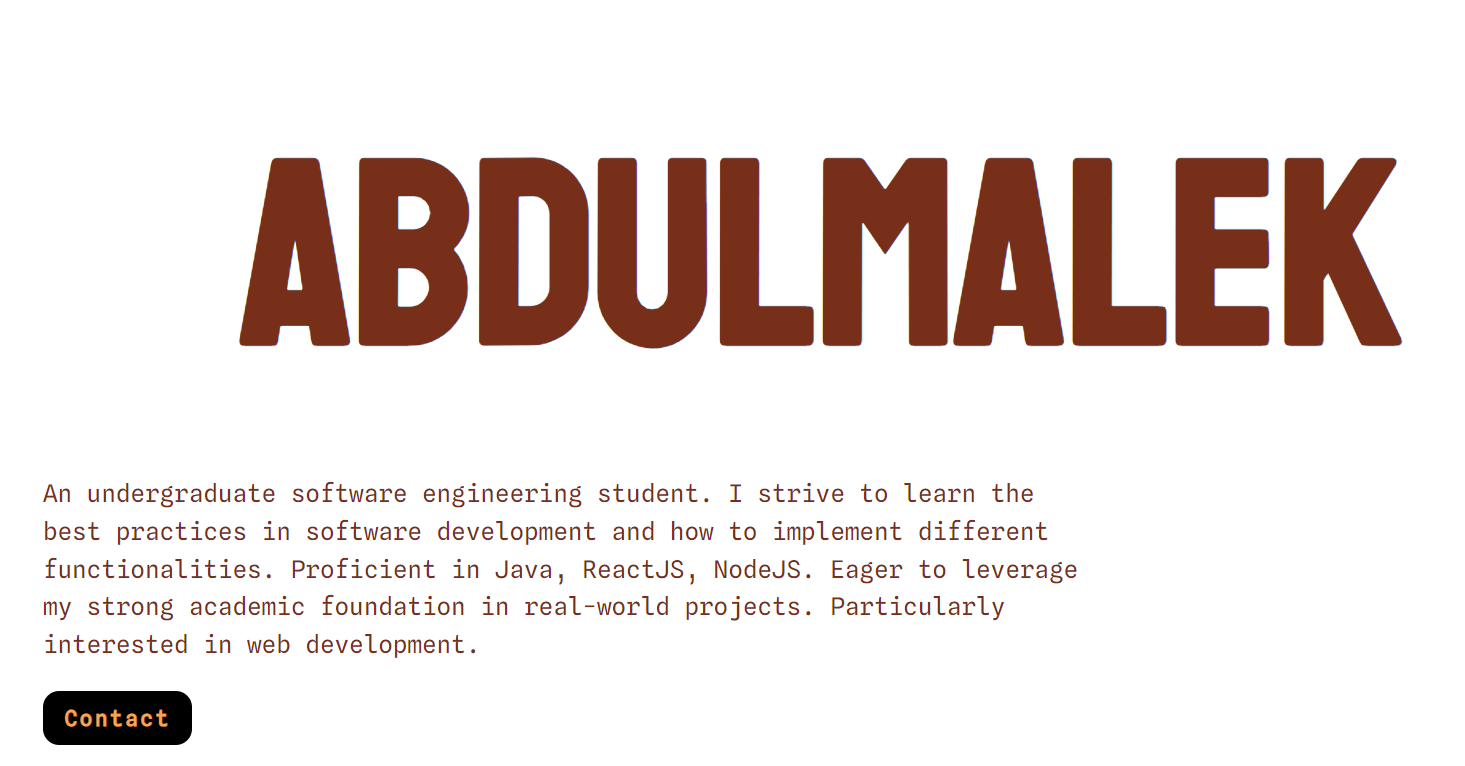 ABDULMALEK
An undergraduate software engineering student. I strive to learn the
best practices in software development and how to implement different
functionalities. Proficient in Java, ReactJS, NodeJS. Eager to leverage
my strong academic foundation in real-world projects. Particularly
interested in web development.
Contact